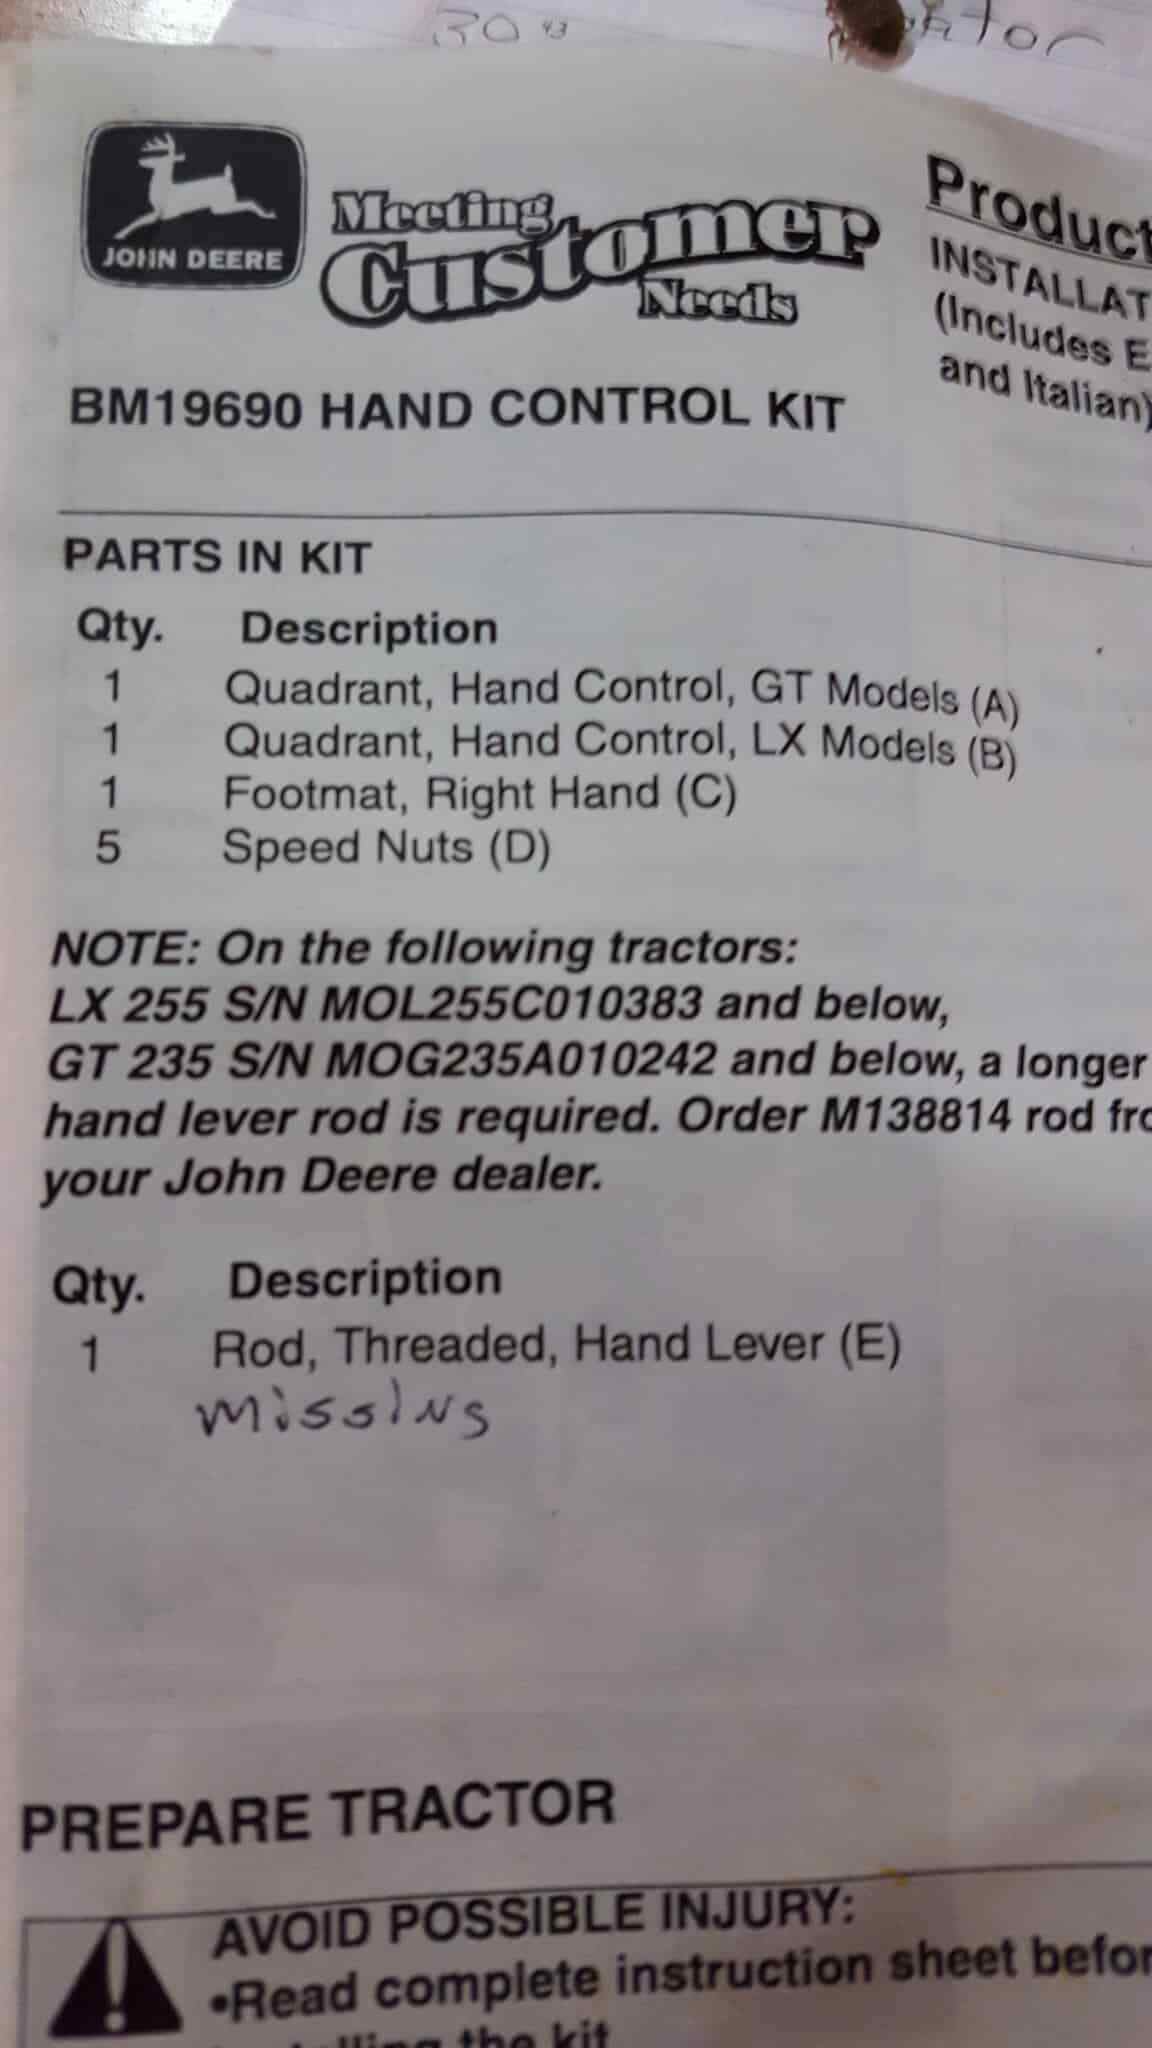 30"
ator
JOHN DEERE
Meeting
Customer
Needs
Product
INSTALLAT
(Includes E
and Italian)
BM19690 HAND CONTROL KIT
PARTS IN KIT
Qty. Description
1 Quadrant, Hand Control, GT Models (A)
1 Quadrant, Hand Control, LX Models (B)
1 Footmat, Right Hand (C)
5 Speed Nuts (D)
NOTE: On the following tractors:
LX 255 S/N MOL255C010383 and below,
GT 235 S/N MOG235A010242 and below, a longer
hand lever rod is required. Order M138814 rod fro
your John Deere dealer.
Qty. Description
1 Rod, Threaded, Hand Lever (E)
missing
PREPARE TRACTOR
AVOID POSSIBLE INJURY:
•Read complete instruction sheet befor
the kit